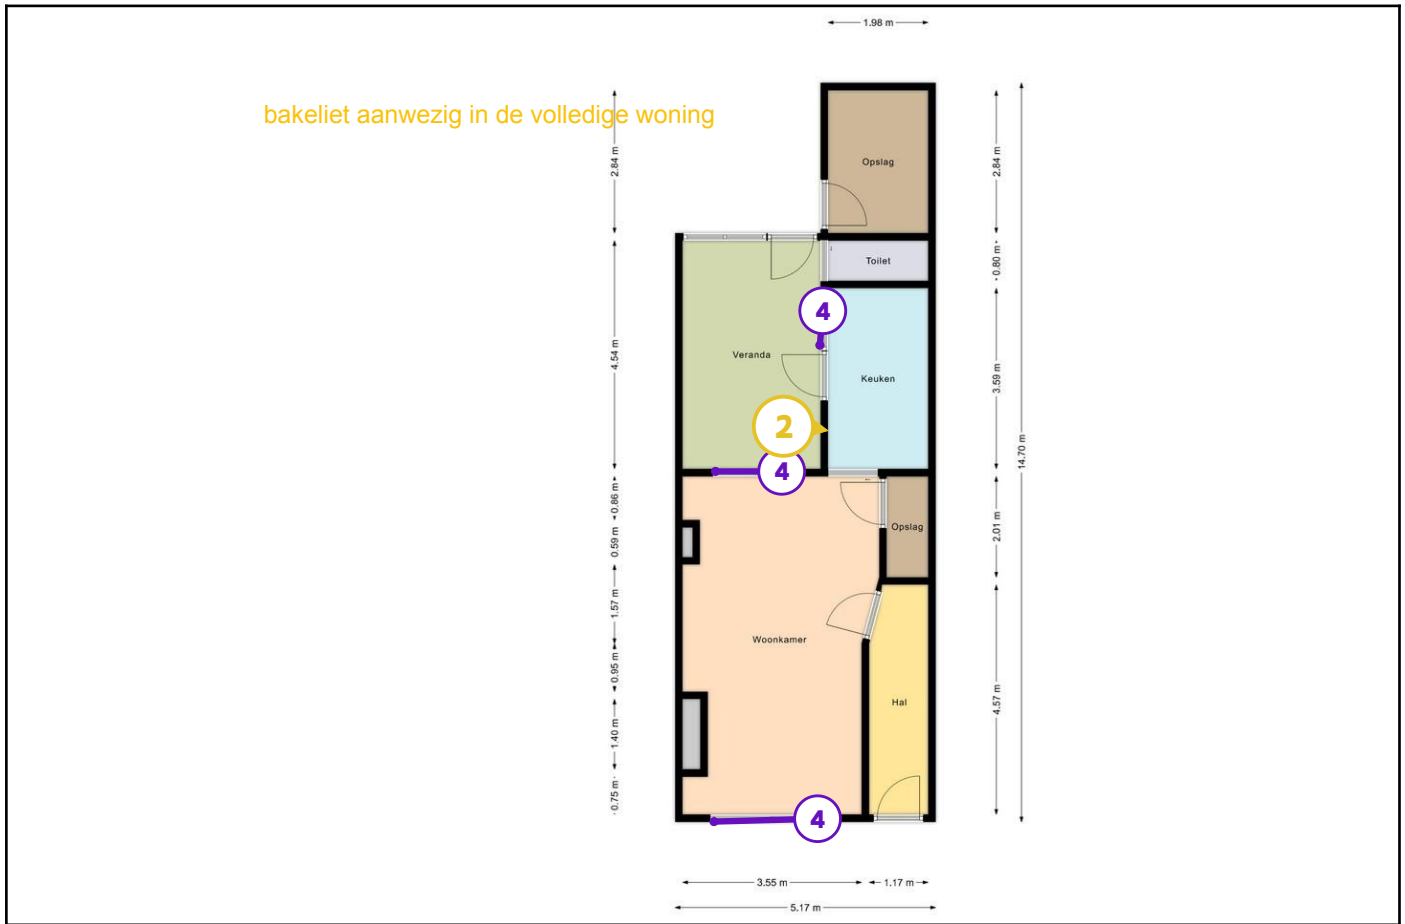 1.98 m
bakeliet aanwezig in de volledige woning
2.84 m
Opslag
2.84 m
Toilet
0.80 m
4
Veranda
4.54 m
Keuken
3.59 m
2
4
14.70 m
0.86 m
0.59 m
Opslag
2.01 m
1.57 m
Woonkamer
0.95 m
Hal
4.57 m
1.40 m
0.75 m
4
3.55 m
1.17 m
5.17 m